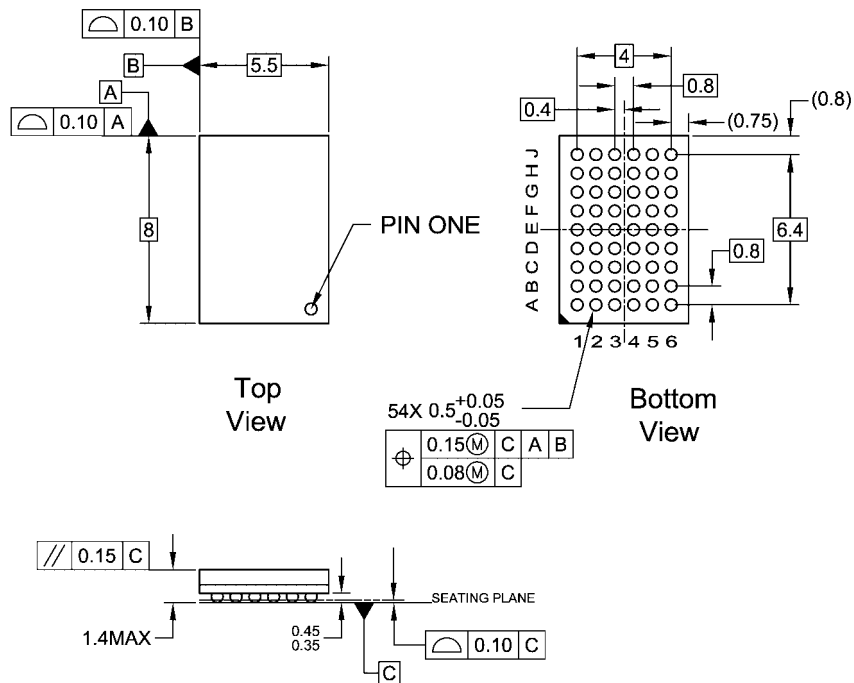 ⌓ 0.10 B
B
5.5
A
⌓ 0.10 A
8
PIN ONE
Top
View
4
0.8
0.4
(0.75)
(0.8)
J
H
G
F
E
D
C
B
A
6.4
0.8
1 2 3 4 5 6
54X 0.5 +0.05
-0.05
⌖ 0.15 Ⓜ C A B
0.08 Ⓜ C
Bottom
View
// 0.15 C
1.4MAX
0.45
0.35
SEATING PLANE
⌓ 0.10 C
C